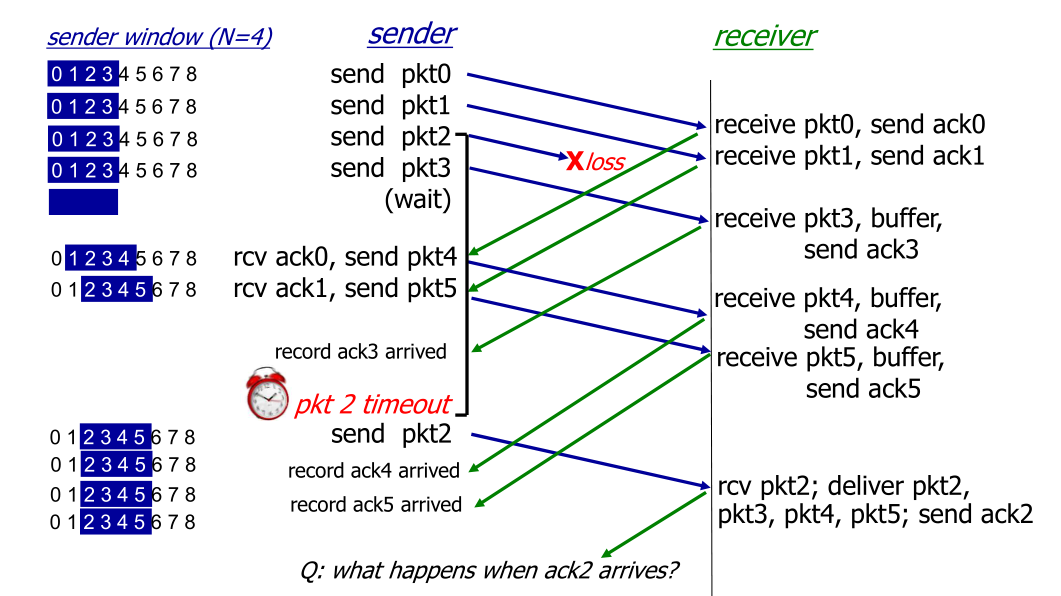 sender window (N=4)
sender
receiver
0 1 2 3 4 5 6 7 8
send pkt0
0 1 2 3 4 5 6 7 8
send pkt1
receive pkt0, send ack0
0 1 2 3 4 5 6 7 8
send pkt2
0 1 2 3 4 5 6 7 8
send pkt3
X loss
receive pkt1, send ack1
(wait)
receive pkt3, buffer,
send ack3
0 1 2 3 4 5 6 7 8
rcv ack0, send pkt4
0 1 2 3 4 5 6 7 8
rcv ack1, send pkt5
receive pkt4, buffer,
send ack4
record ack3 arrived
receive pkt5, buffer,
send ack5
pkt 2 timeout
0 1 2 3 4 5 6 7 8
send pkt2
0 1 2 3 4 5 6 7 8
record ack4 arrived
0 1 2 3 4 5 6 7 8
record ack5 arrived
0 1 2 3 4 5 6 7 8
rcv pkt2; deliver pkt2,
pkt3, pkt4, pkt5; send ack2
Q: what happens when ack2 arrives?